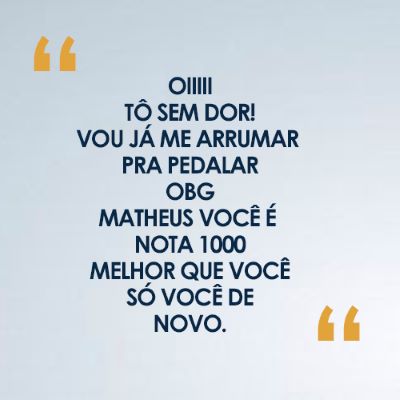 OIIIII
TÔ SEM DOR!
VOU JÁ ME ARRUMAR
PRA PEDALAR
OBG
MATHEUS VOCÊ É
NOTA 1000
MELHOR QUE VOCÊ
SÓ VOCÊ DE
NOVO.